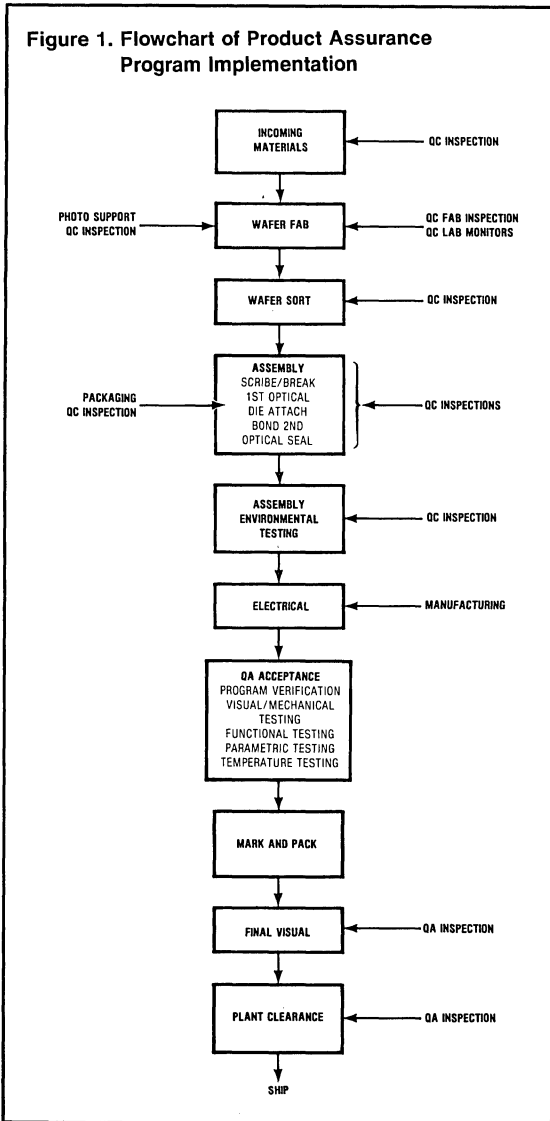 Figure 1. Flowchart of Product Assurance
Program Implementation
INCOMING
MATERIALS
QC INSPECTION
PHOTO SUPPORT
QC INSPECTION
WAFER FAB
QC FAB INSPECTION
QC LAB MONITORS
WAFER SORT
QC INSPECTION
PACKAGING
QC INSPECTION
ASSEMBLY
SCRIBE/BREAK
1ST OPTICAL
DIE ATTACH
BOND 2ND
OPTICAL SEAL
QC INSPECTIONS
ASSEMBLY
ENVIRONMENTAL
TESTING
QC INSPECTION
ELECTRICAL
MANUFACTURING
QA ACCEPTANCE
PROGRAM VERIFICATION
VISUAL/MECHANICAL
TESTING
FUNCTIONAL TESTING
PARAMETRIC TESTING
TEMPERATURE TESTING
MARK AND PACK
FINAL VISUAL
QA INSPECTION
PLANT CLEARANCE
QA INSPECTION
SHIP